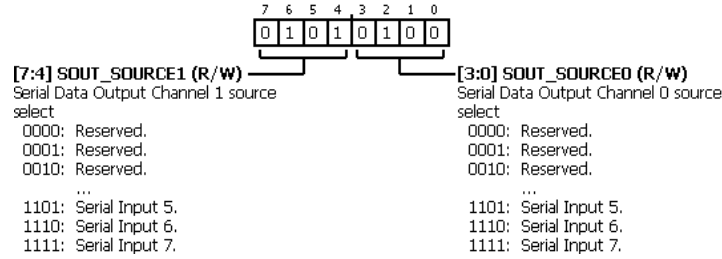 7 6 5 4 3 2 1 0
0 1 0 1 0 1 0 0
[7:4] SOUT_SOURCE1 (R/W)
Serial Data Output Channel 1 source
select
0000: Reserved.
0001: Reserved.
0010: Reserved.
...
1101: Serial Input 5.
1110: Serial Input 6.
1111: Serial Input 7.
[3:0] SOUT_SOURCE0 (R/W)
Serial Data Output Channel 0 source
select
0000: Reserved.
0001: Reserved.
0010: Reserved.
...
1101: Serial Input 5.
1110: Serial Input 6.
1111: Serial Input 7.